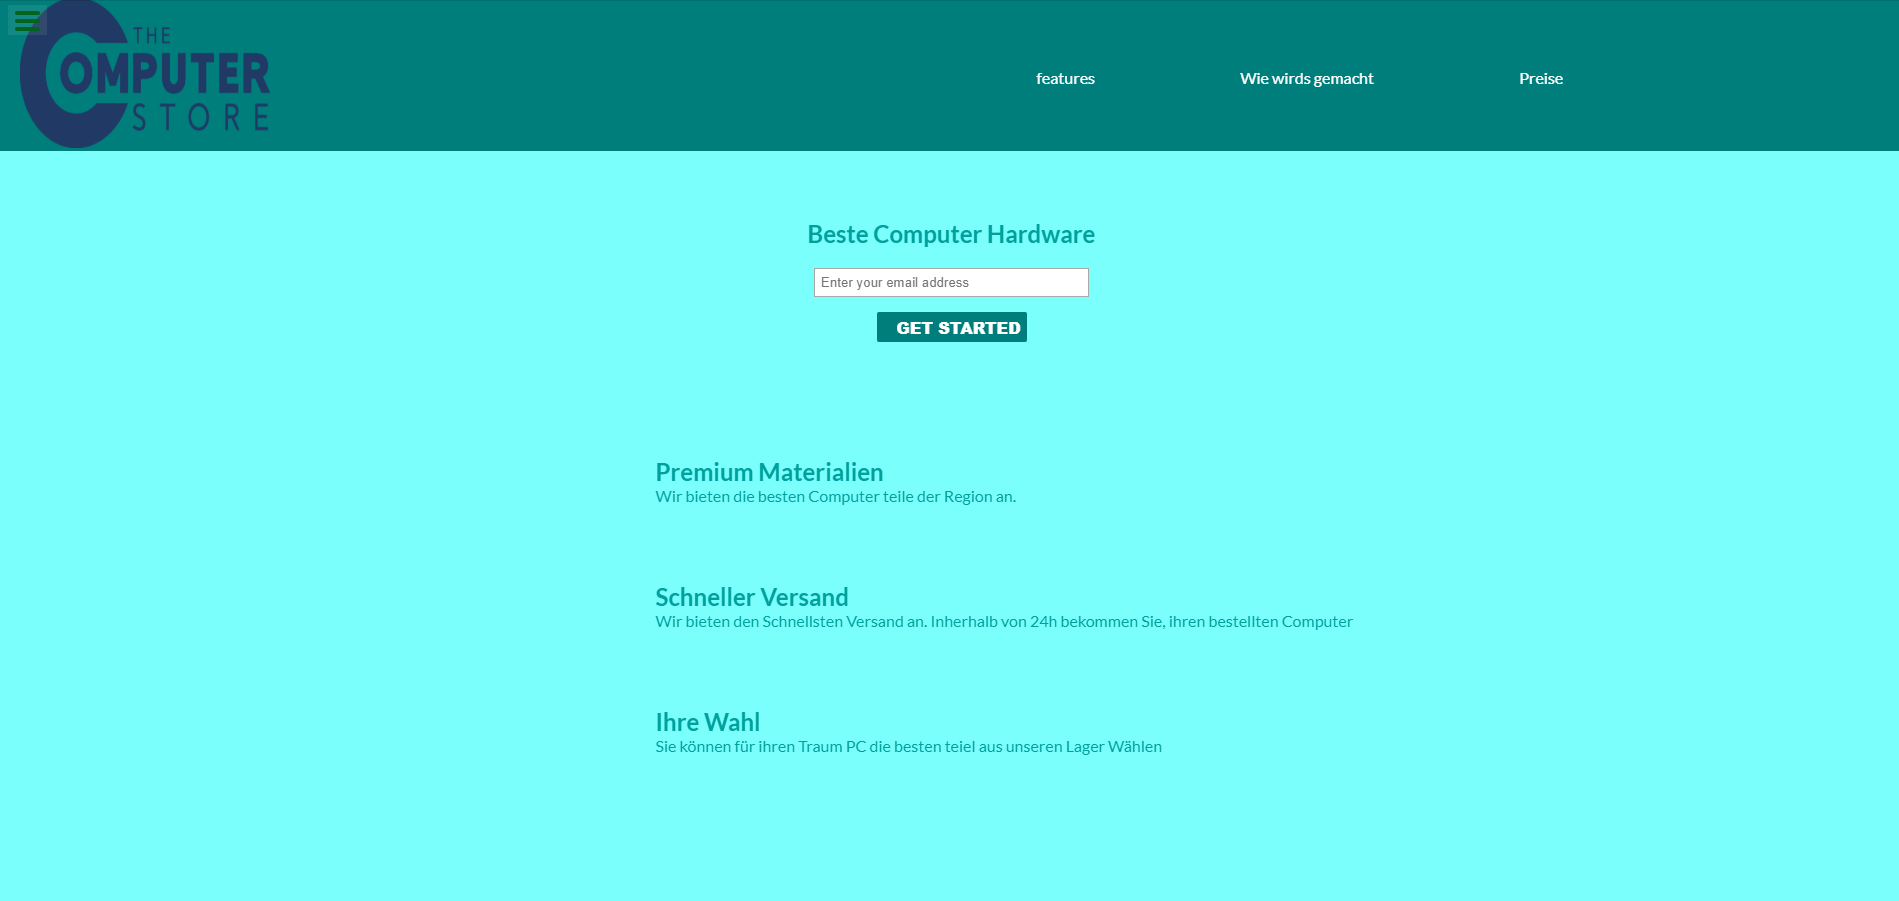 THE
COMPUTER
STORE
features
Wie wirds gemacht
Preise
Beste Computer Hardware
Enter your email address
GET STARTED
Premium Materialien
Wir bieten die besten Computer teile der Region an.
Schneller Versand
Wir bieten den Schnellsten Versand an. Inherhalb von 24h bekommen Sie, ihren bestellten Computer
Ihre Wahl
Sie können für ihren Traum PC die besten teiel aus unseren Lager Wählen